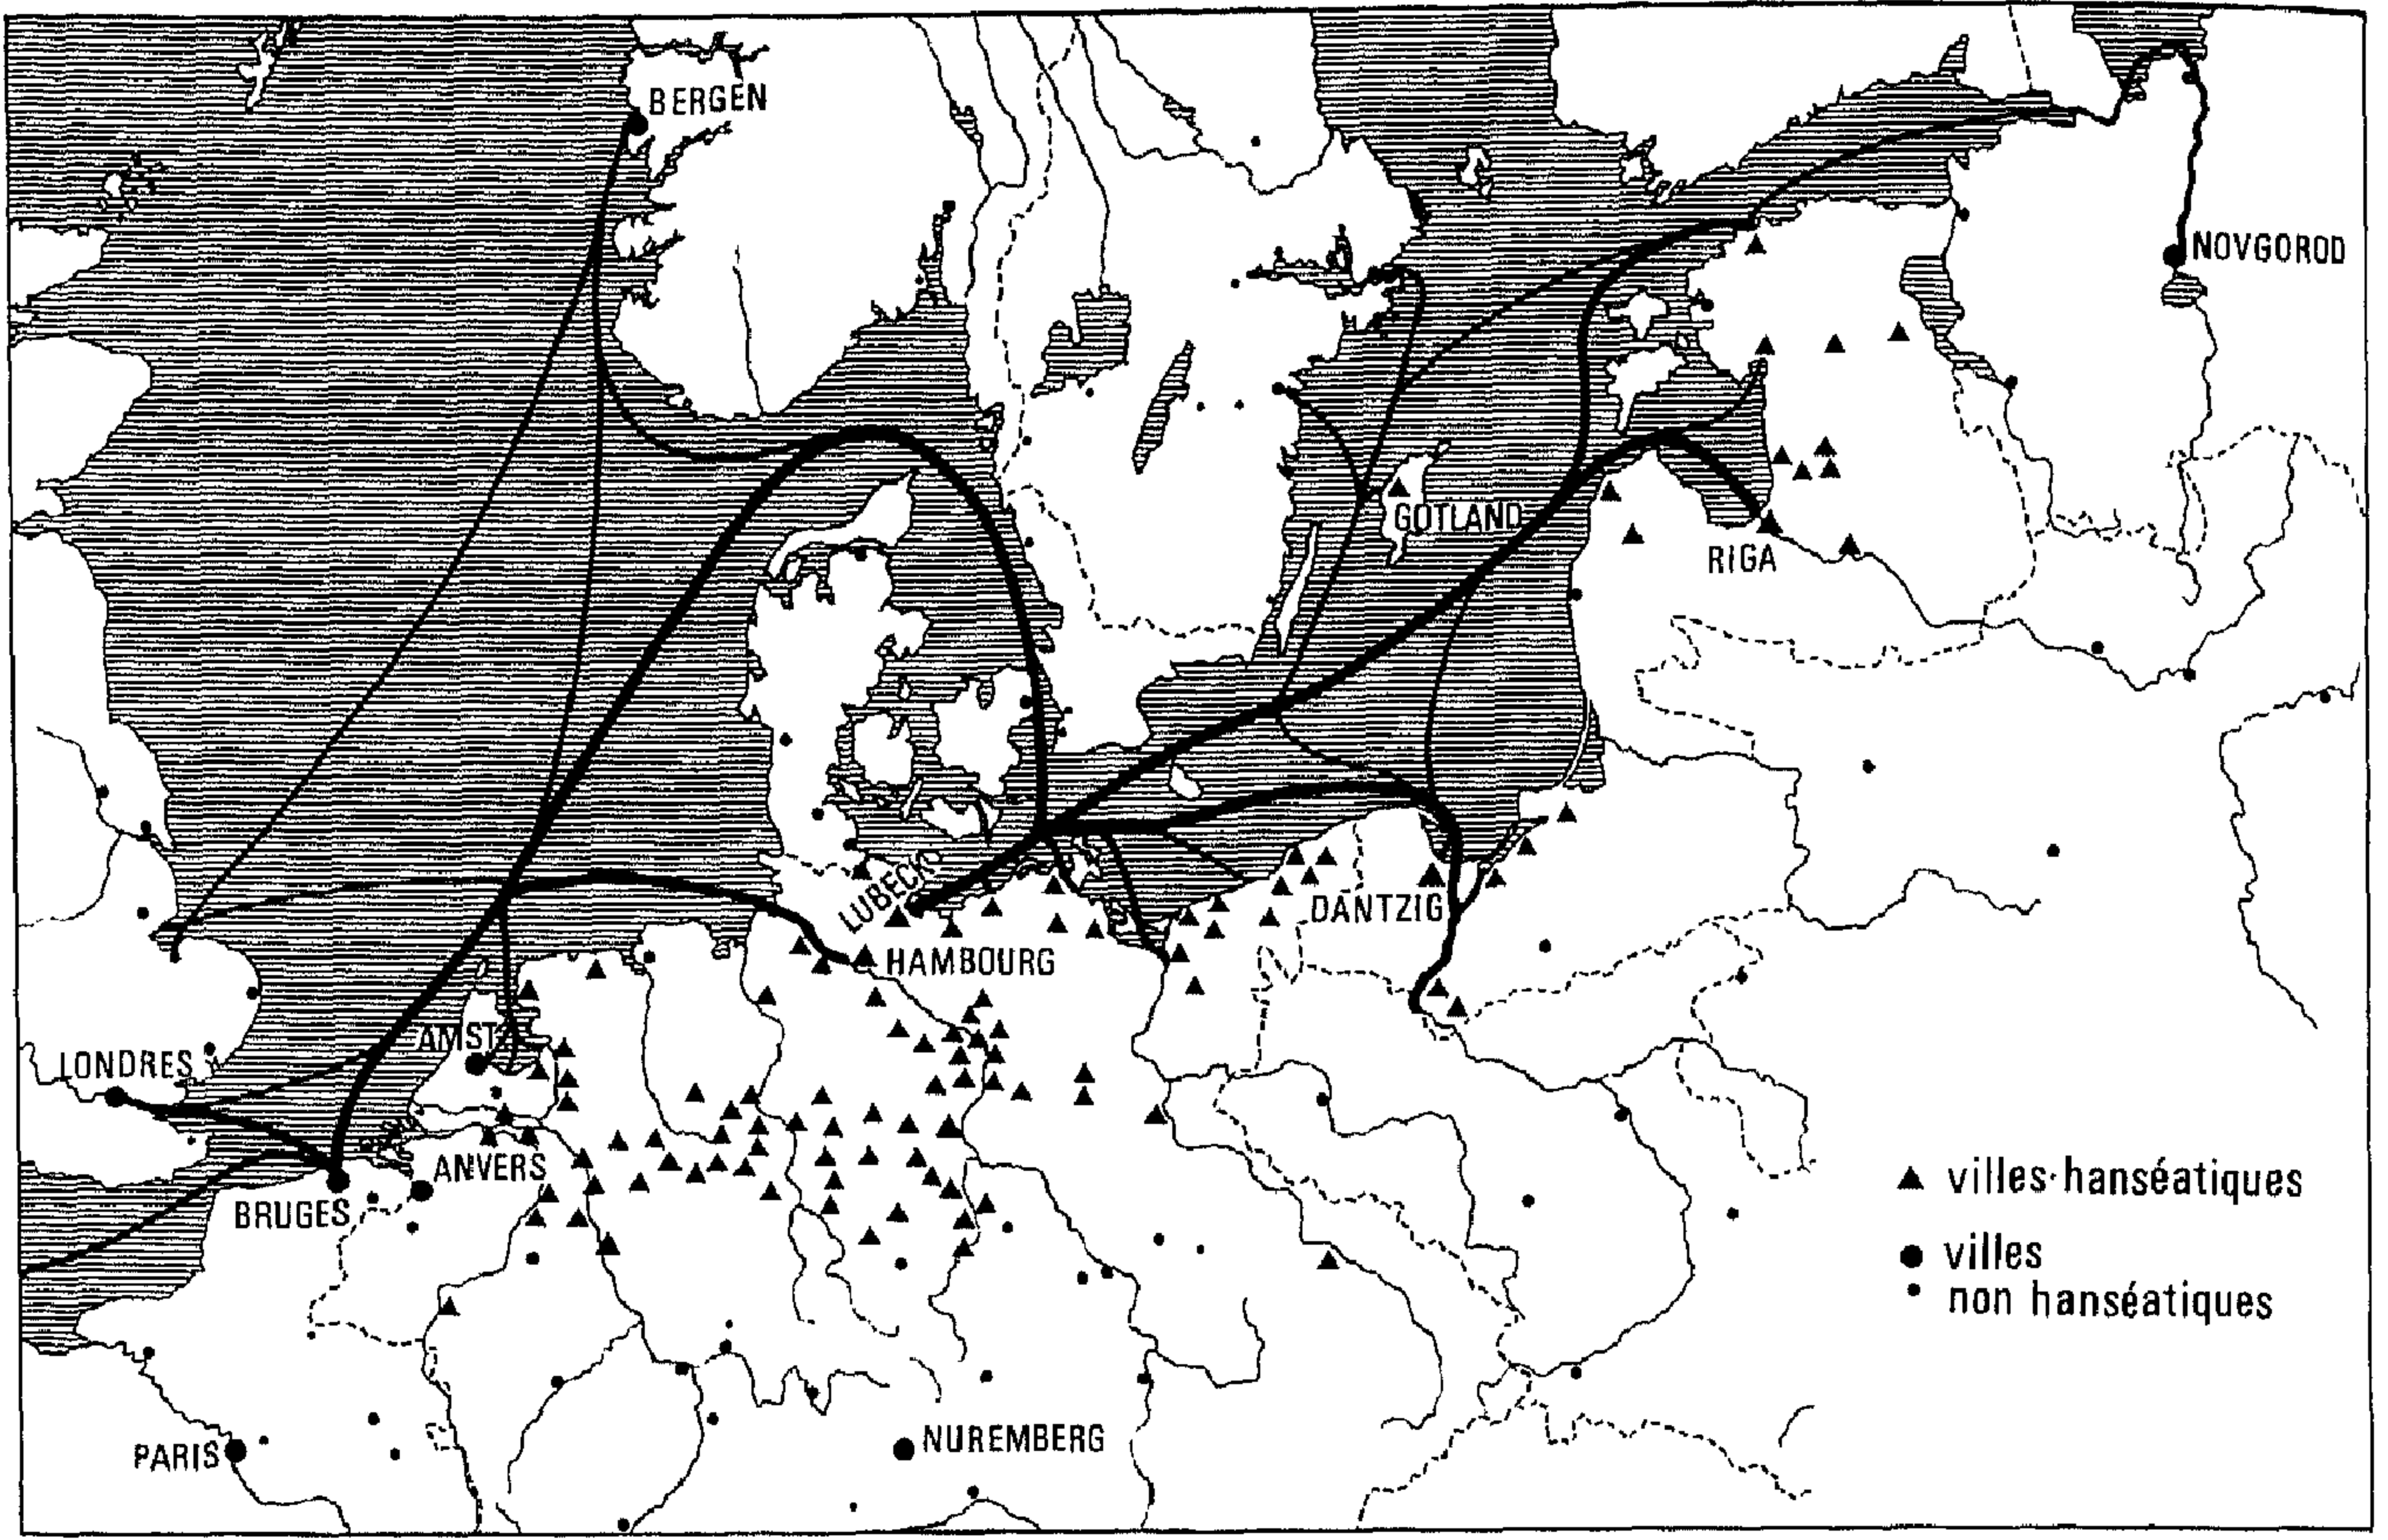 BERGEN
NOVGOROD
GOTLAND
RIGA
LUBECK
DANTZIG
HAMBOURG
AMST
LONDRES
ANVERS
BRUGES
villes hanséatiques
villes
non hanséatiques
NUREMBERG
PARIS